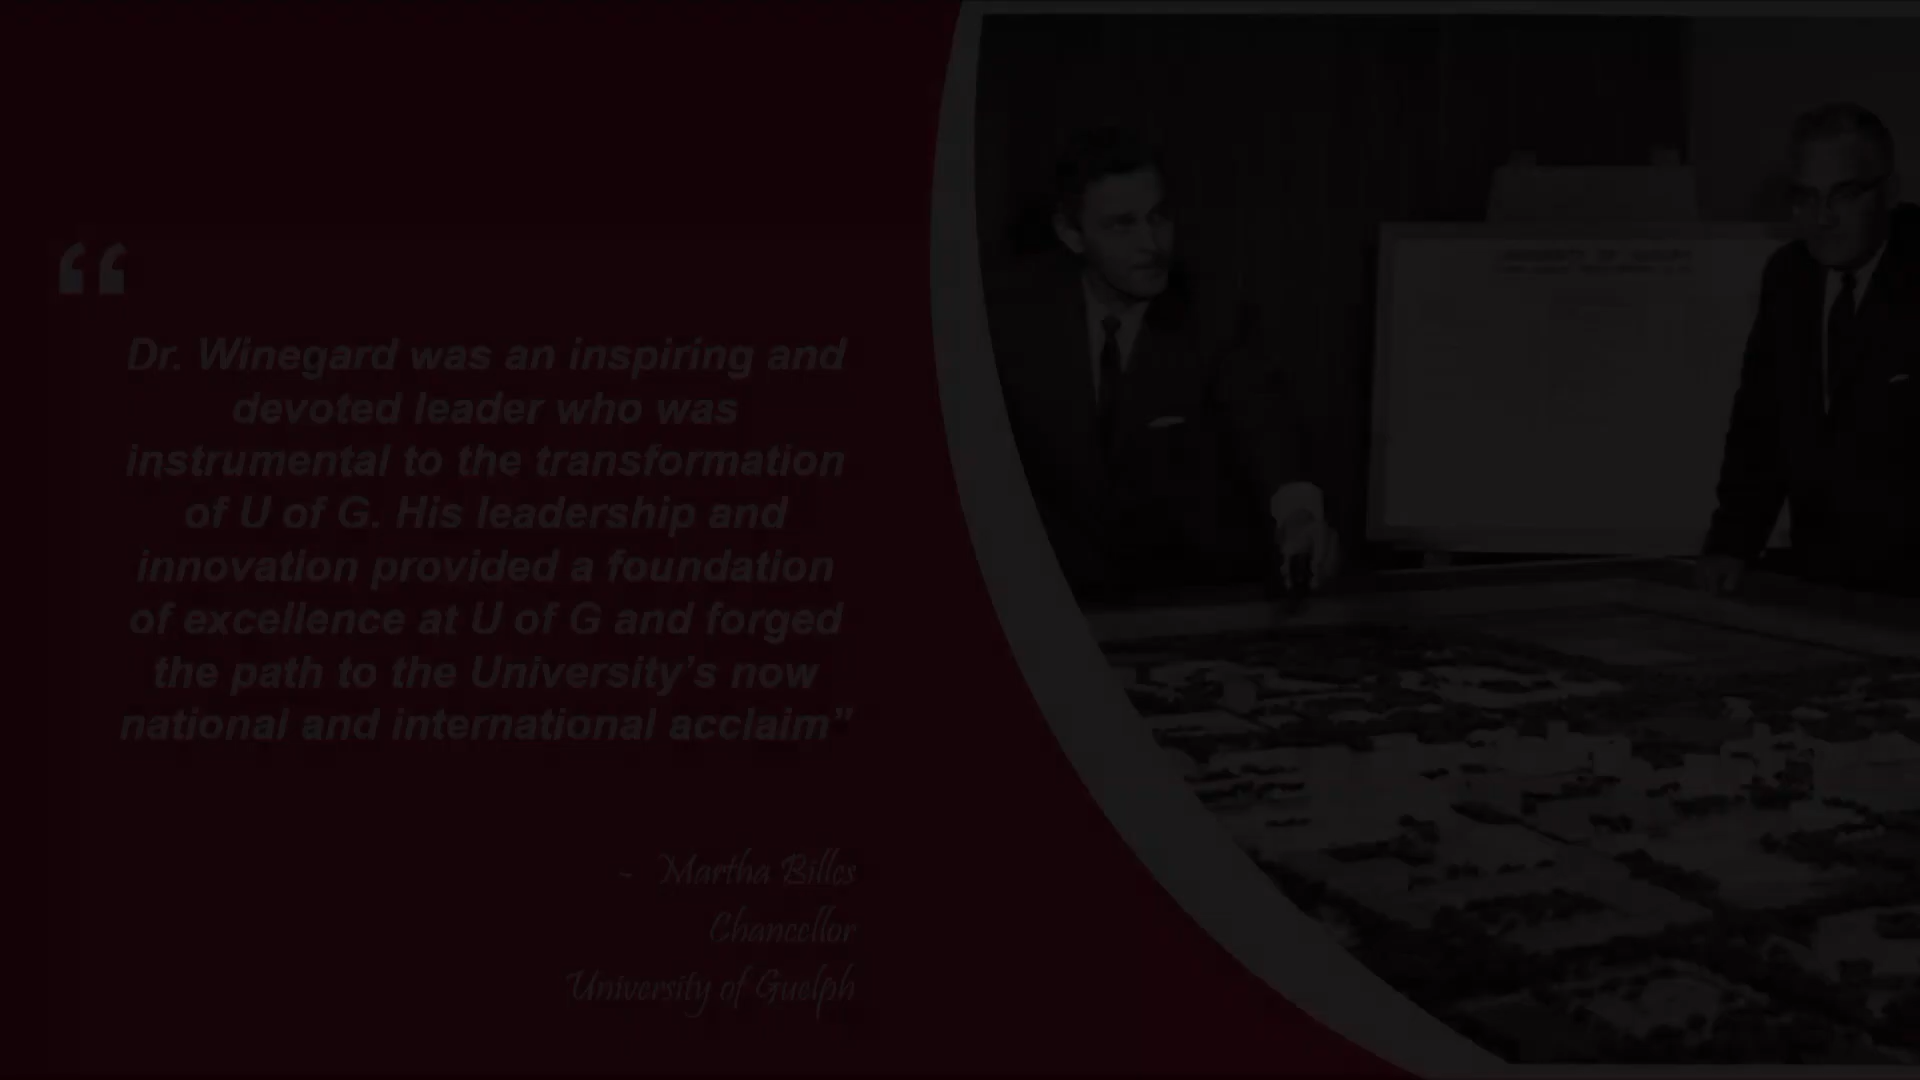 “
Dr. Winegard was an inspiring and
devoted leader who was
instrumental to the transformation
of U of G. His leadership and
innovation provided a foundation
of excellence at U of G and forged
the path to the University’s now
national and international acclaim”
~ Martha Billes
Chancellor
University of Guelph